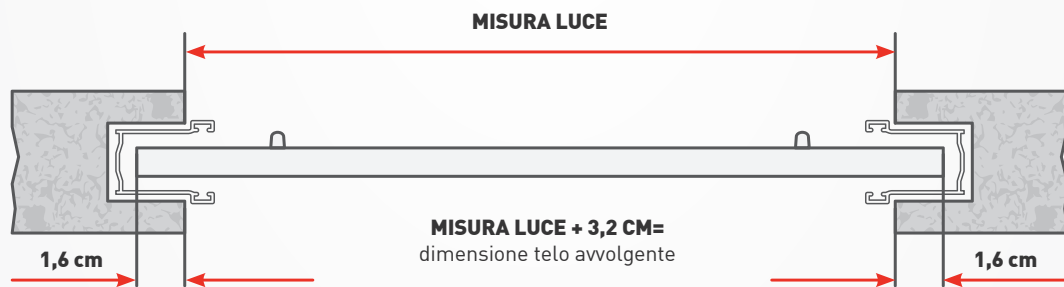 MISURA LUCE
MISURA LUCE + 3,2 CM=
dimensione telo avvolgente
1,6 cm
1,6 cm